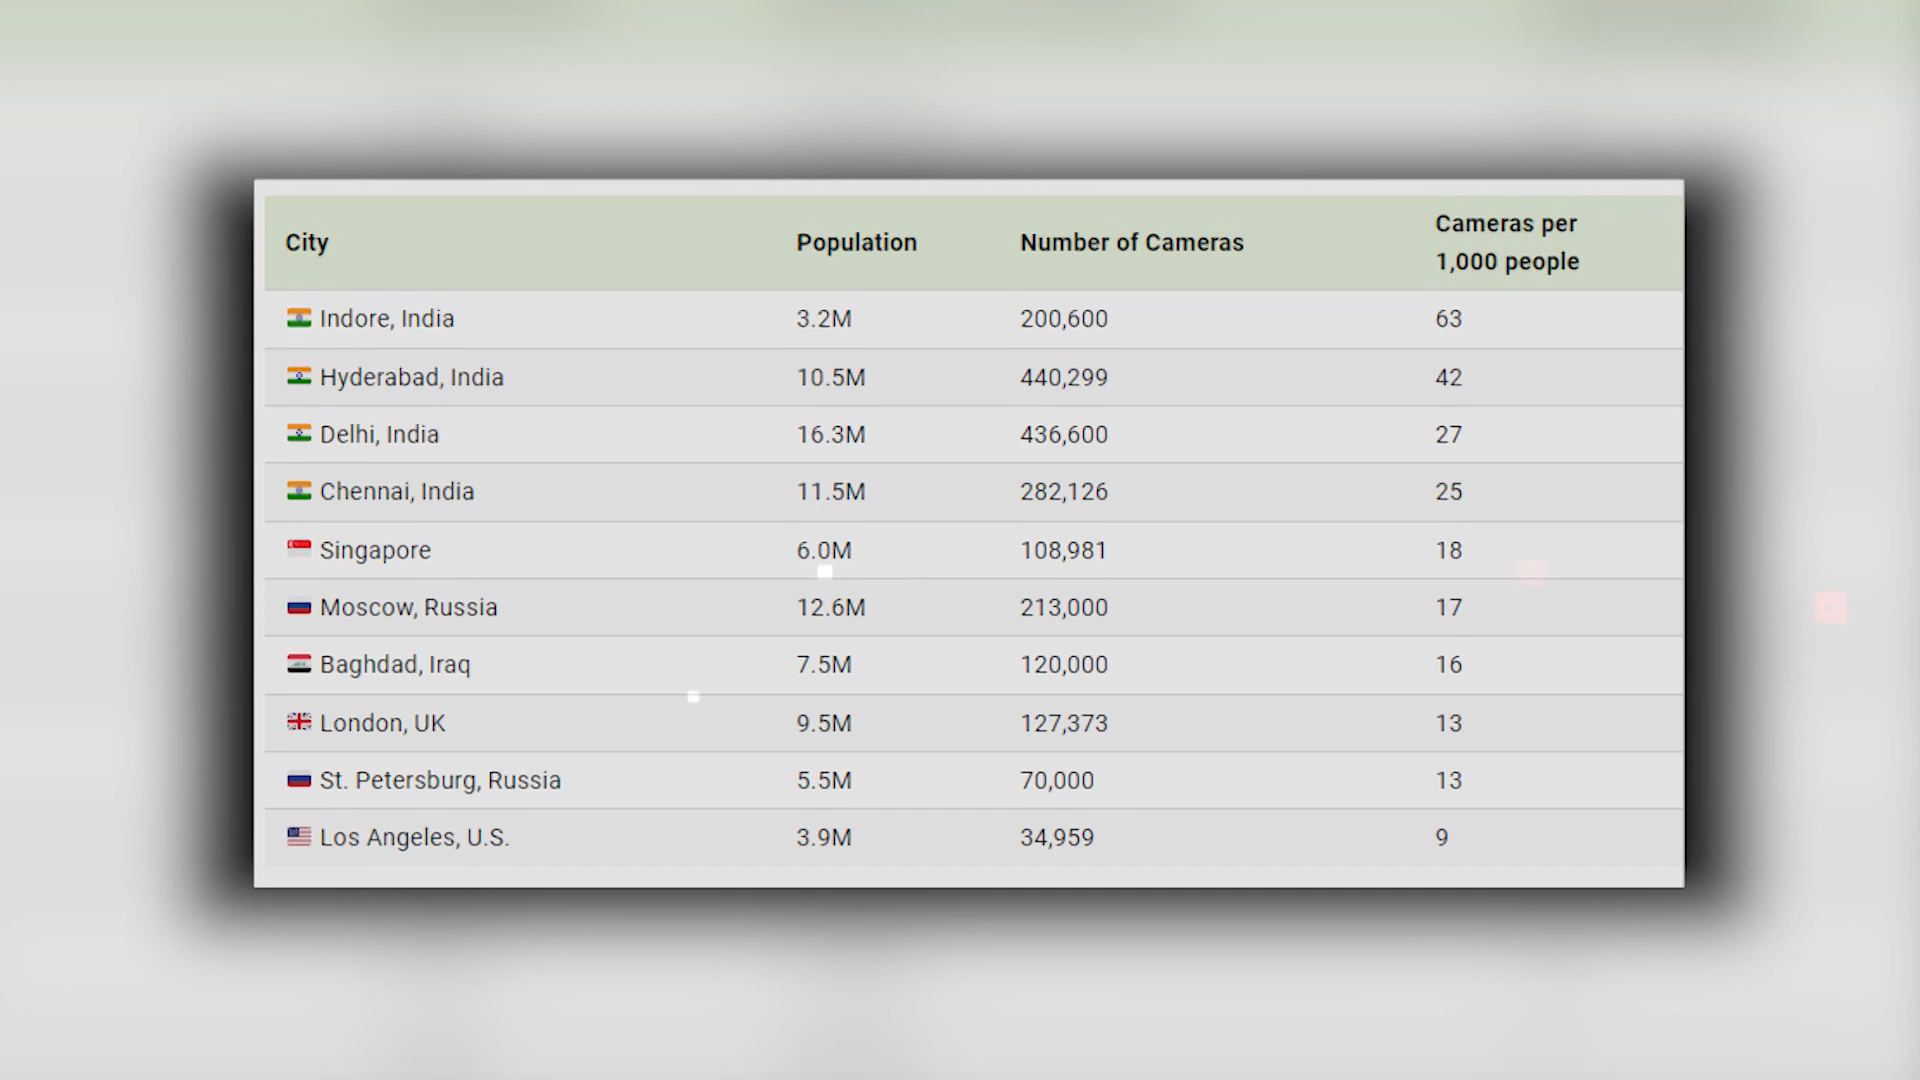 City Population Number of Cameras Cameras per 1,000 people
Indore, India 3.2M 200,600 63
Hyderabad, India 10.5M 440,299 42
Delhi, India 16.3M 436,600 27
Chennai, India 11.5M 282,126 25
Singapore 6.0M 108,981 18
Moscow, Russia 12.6M 213,000 17
Baghdad, Iraq 7.5M 120,000 16
London, UK 9.5M 127,373 13
St. Petersburg, Russia 5.5M 70,000 13
Los Angeles, U.S. 3.9M 34,959 9